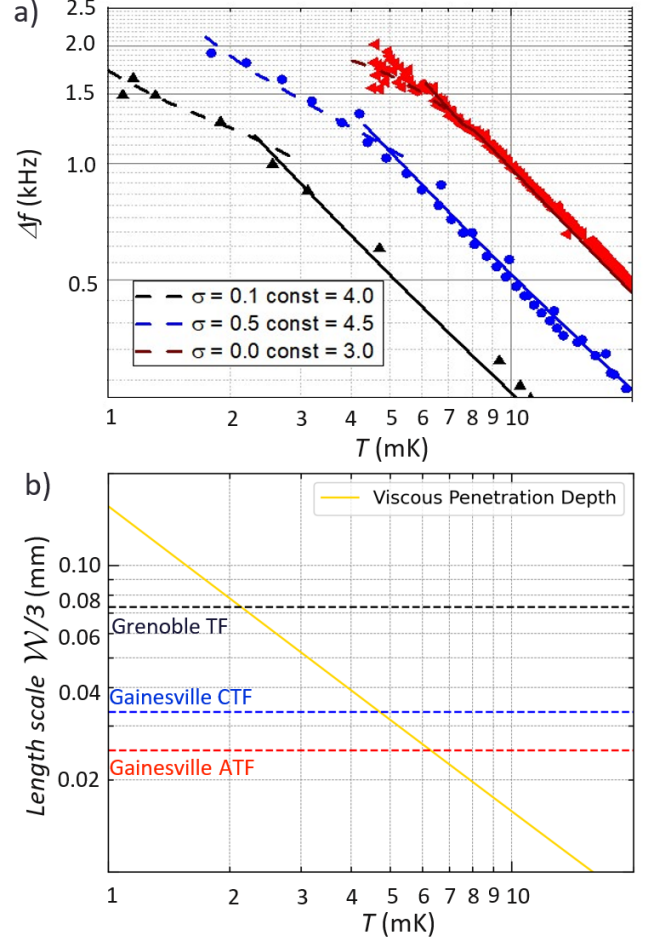 a)
2.5
2.0
1.5
1.0
0.5
Δf (kHz)
σ = 0.1 const = 4.0
σ = 0.5 const = 4.5
σ = 0.0 const = 3.0
1 2 3 4 5 6 7 8 9 10
T (mK)
b)
Viscous Penetration Depth
0.10
0.08
0.06
0.04
0.02
Length scale W/3 (mm)
Grenoble TF
Gainesville CTF
Gainesville ATF
1 2 3 4 5 6 7 8 9 10
T (mK)